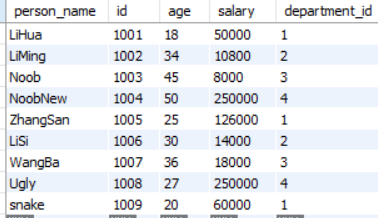 person_name id age salary department_id
LiHua 1001 18 50000 1
LiMing 1002 34 10800 2
Noob 1003 45 8000 3
NoobNew 1004 50 250000 4
ZhangSan 1005 25 126000 1
LiSi 1006 30 14000 2
WangBa 1007 36 18000 3
Ugly 1008 27 250000 4
snake 1009 20 60000 1